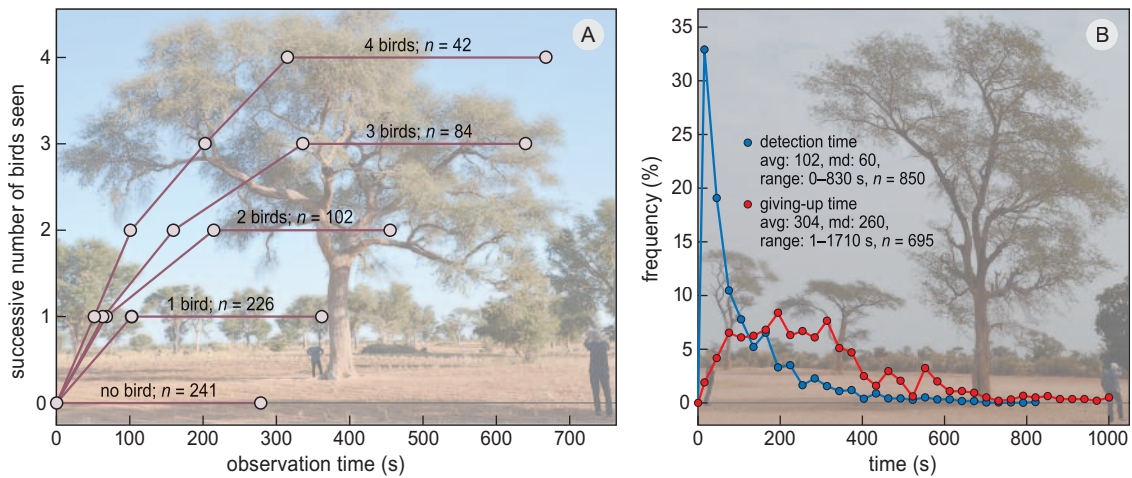 A
successive number of birds seen
4
3
2
1
0
4 birds; n = 42
3 birds; n = 84
2 birds; n = 102
1 bird; n = 226
no bird; n = 241
0 100 200 300 400 500 600 700
observation time (s)
B
frequency (%)
35
30
25
20
15
10
5
0
detection time
avg: 102, md: 60,
range: 0–830 s, n = 850
giving-up time
avg: 304, md: 260,
range: 1–1710 s, n = 695
0 200 400 600 800 1000
time (s)